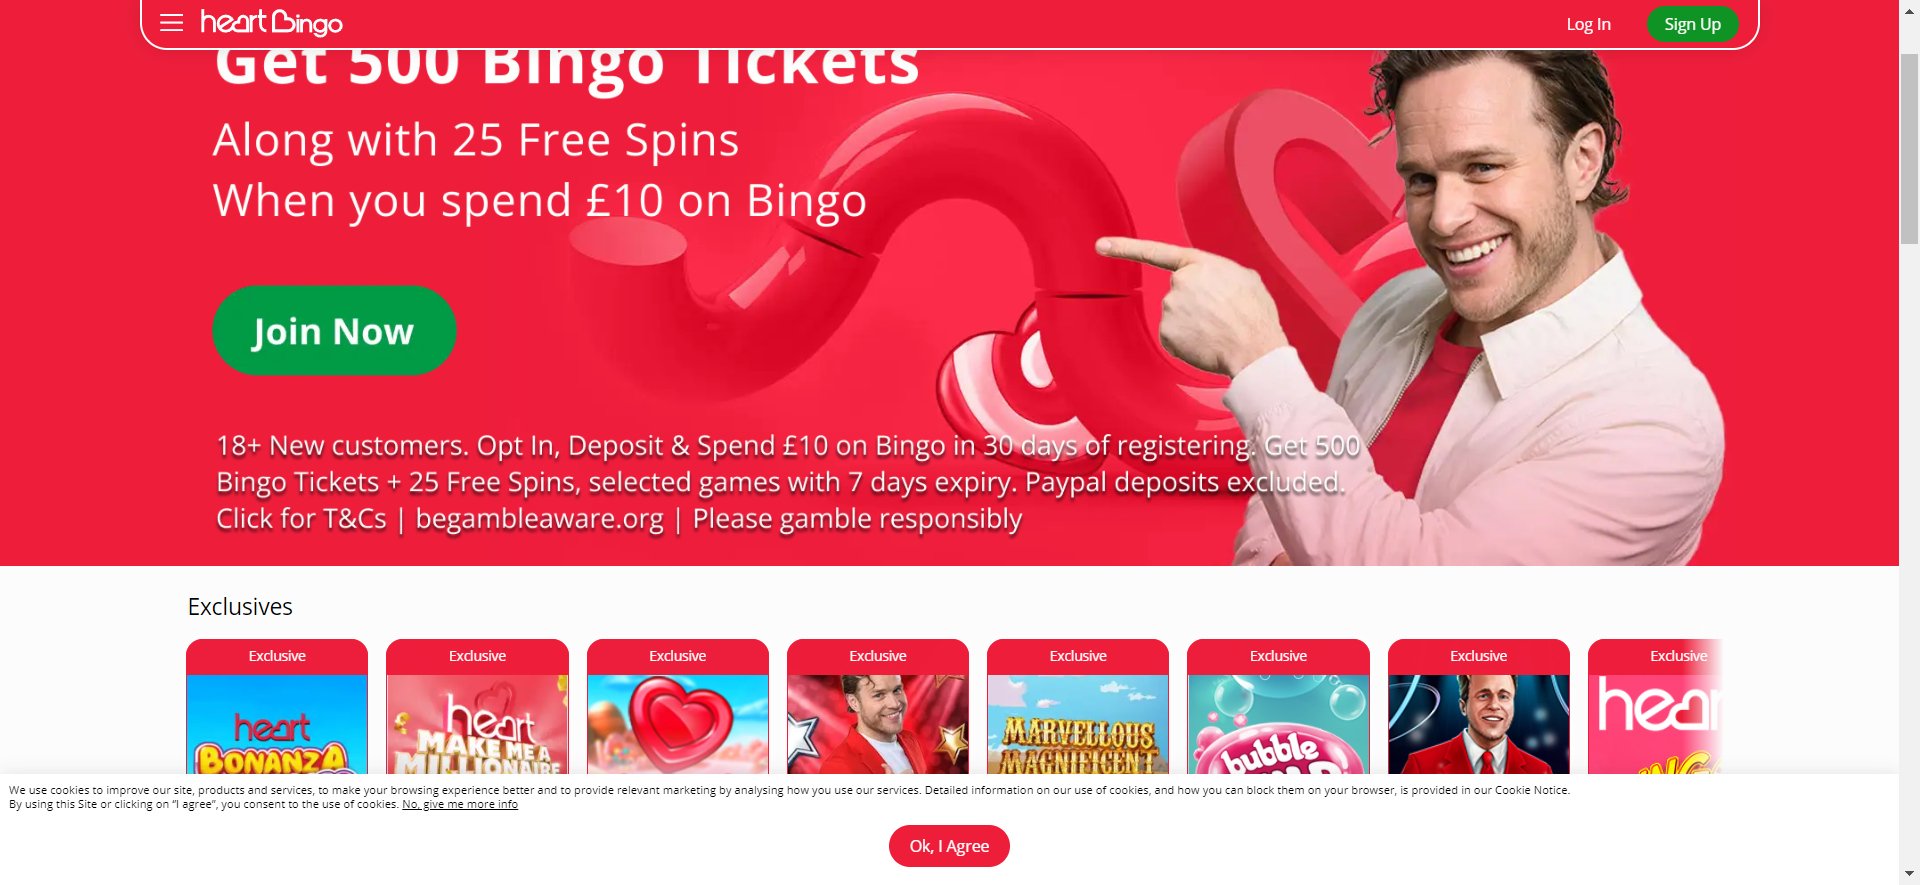 heart Bingo
Log In
Sign Up
Get 500 Bingo Tickets
Along with 25 Free Spins
When you spend £10 on Bingo
Join Now
18+ New customers. Opt In, Deposit & Spend £10 on Bingo in 30 days of registering. Get 500
Bingo Tickets + 25 Free Spins, selected games with 7 days expiry. Paypal deposits excluded.
Click for T&Cs | begambleaware.org | Please gamble responsibly
Exclusives
Exclusive
Exclusive
Exclusive
Exclusive
Exclusive
Exclusive
Exclusive
Exclusive
heart
BONANZA
heart
MAKE ME A
MILLIONAIRE
MARVELLOUS
MAGNIFICENT
bubble
hear
We use cookies to improve our site, products and services, to make your browsing experience better and to provide relevant marketing by analysing how you use our services. Detailed information on our use of cookies, and how you can block them on your browser, is provided in our Cookie Notice.
By using this Site or clicking on “I agree”, you consent to the use of cookies. No, give me more info
Ok, I Agree